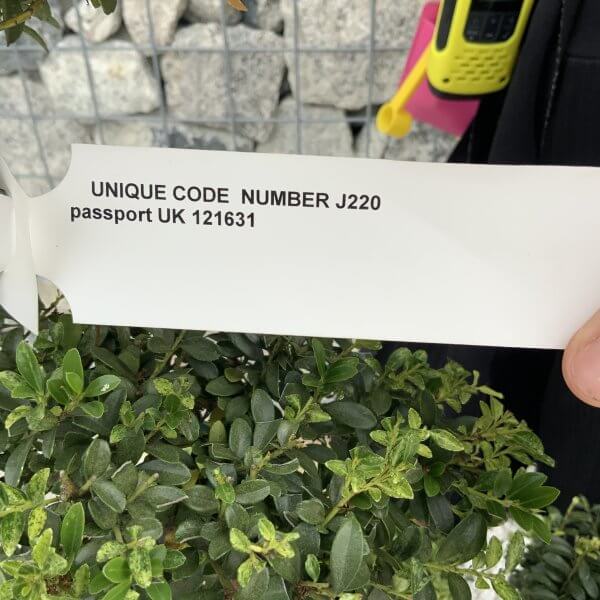 UNIQUE CODE  NUMBER J220
passport UK 121631